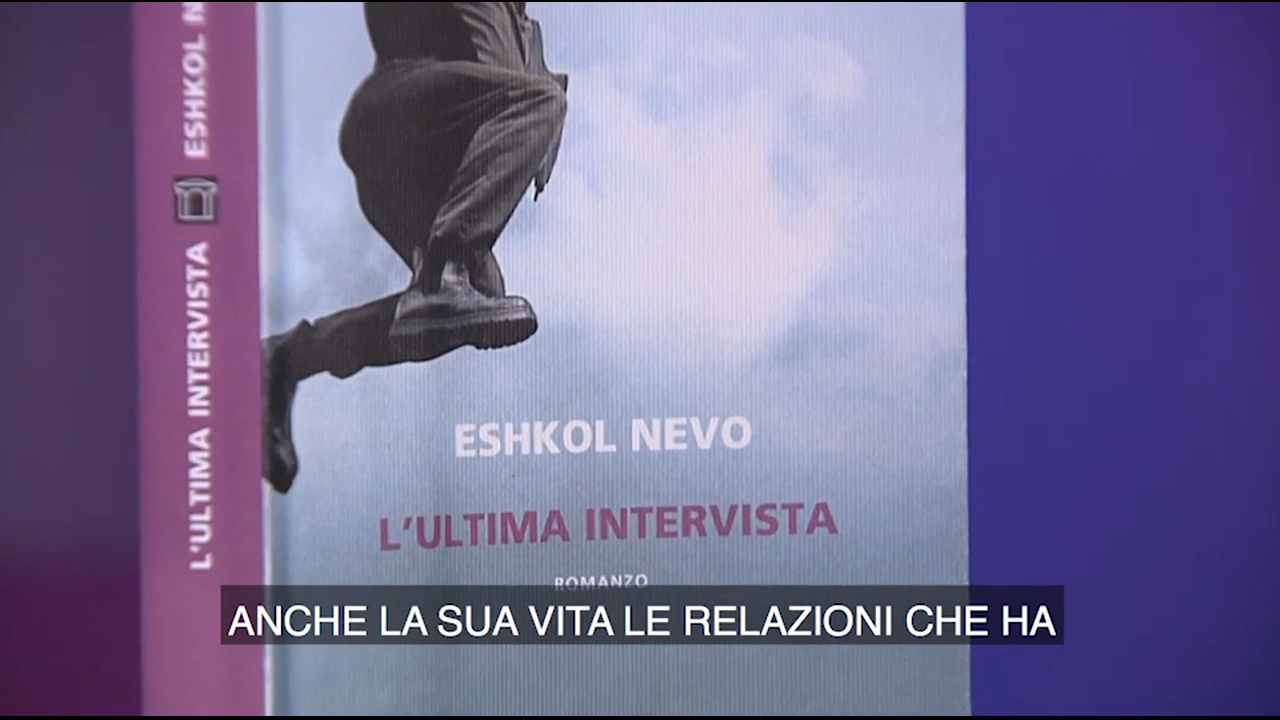 L'ULTIMA INTERVISTA ESHKOL N
ESHKOL NEVO
L'ULTIMA INTERVISTA
ROMANZO
ANCHE LA SUA VITA LE RELAZIONI CHE HA